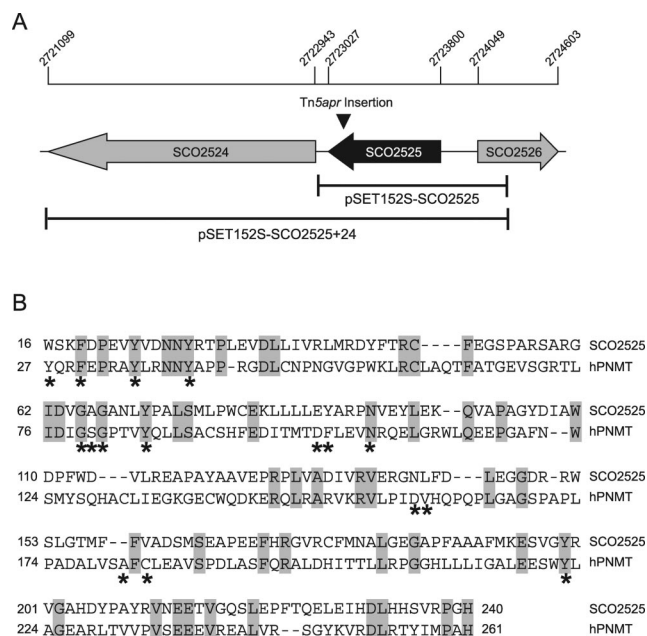 A
2721099
2722943
2723027
2723800
2724049
2724603
Tn5apr Insertion
SCO2524 SCO2525 SCO2526
pSET152S-SCO2525
pSET152S-SCO2525+24
B
16 WSKFDPEVYVDNNYRTPLEVDLLIVRLMRDYFTRC----FEGSPARSARG SCO2525
27 YQRFEPRAYLRNNYAPP-RGDLCNPNGVGPWKLRCLAQTFATGEVSGRTL hPNMT
* * * *
62 IDVGAGANLYPALSMLPWCEKLLLLEYARPNVEYLEK--QVAPAGYDIAW SCO2525
76 IDIGSGPTVYQLLSACSHFEDITMTDFLEVNRQELGRWLQEEPGAFN--W hPNMT
*** * ** *
110 DPFWD---VLREAPAYAAVEPRPLVADIVRVERGNLFD--LEGGDR-RW SCO2525
124 SMYSQHACLIEGKGECWQDKERQLRARVKRVLPIDVHQPQPLGAGSPAPL hPNMT
**
153 SLGTMF--FVADSMSEAPEEFHRGVRCFMNALGEGAPFAAAFMKESVGYR SCO2525
174 PADALVSAFCLEAVSPDLASFQRALDHITTLLRPGGHLLLIGALEESWYL hPNMT
* * *
201 VGAHDYPAYRVNEETVGQSLEPFTQELEIHDLHHSVRPGH 240 SCO2525
224 GEARLTVVPVSEEEVREALVR--SGYKVRDLRTYIMPAH 261 hPNMT